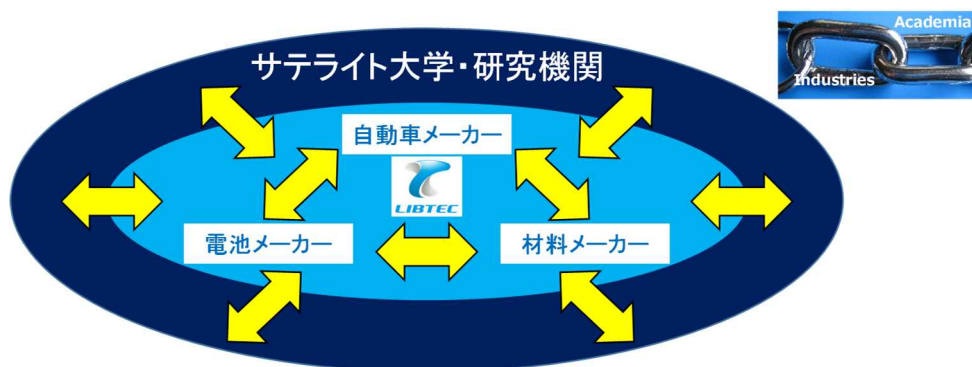 サテライト大学・研究機関
Academia
Industries
自動車メーカー
LIBTEC
電池メーカー
材料メーカー